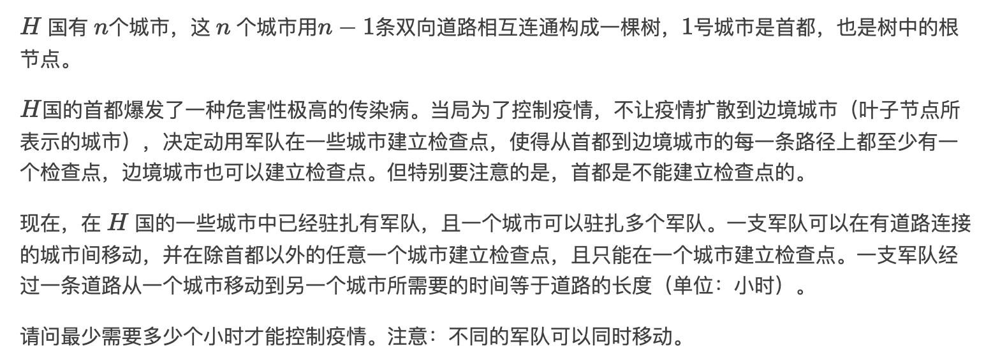 H 国有 n个城市，这 n 个城市用n − 1条双向道路相互连通构成一棵树，1号城市是首都，也是树中的根
节点。
H国的首都爆发了一种危害性极高的传染病。当局为了控制疫情，不让疫情扩散到边境城市（叶子节点所
表示的城市），决定动用军队在一些城市建立检查点，使得从首都到边境城市的每一条路径上都至少有一
个检查点，边境城市也可以建立检查点。但特别要注意的是，首都是不能建立检查点的。
现在，在 H 国的一些城市中已经驻扎有军队，且一个城市可以驻扎多个军队。一支军队可以在有道路连接
的城市间移动，并在除首都以外的任意一个城市建立检查点，且只能在一个城市建立检查点。一支军队经
过一条道路从一个城市移动到另一个城市所需要的时间等于道路的长度（单位：小时）。
请问最少需要多少个小时才能控制疫情。注意：不同的军队可以同时移动。